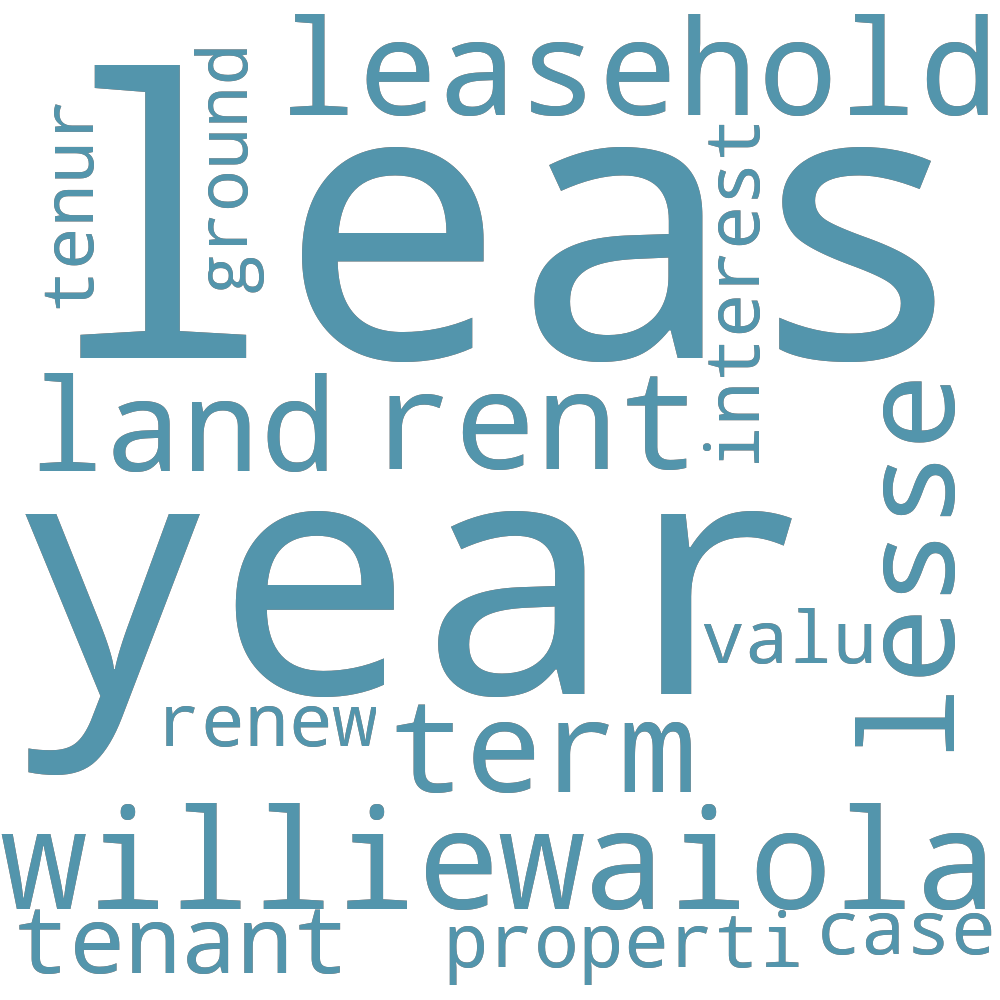 leasehold
ground
tenur
leas
interest
land
rent
lesse
year
valu
renew
term
williewaiola
tenant
properti
case